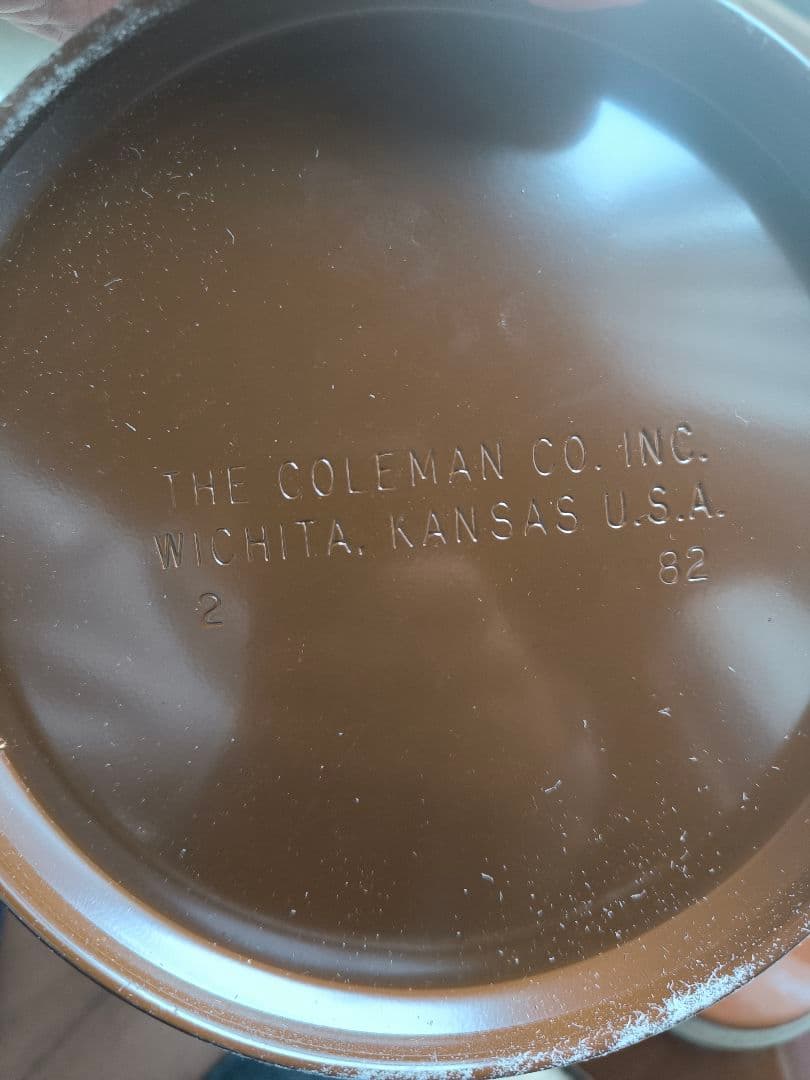 THE COLEMAN CO. INC.
WICHITA, KANSAS U.S.A.
2 82